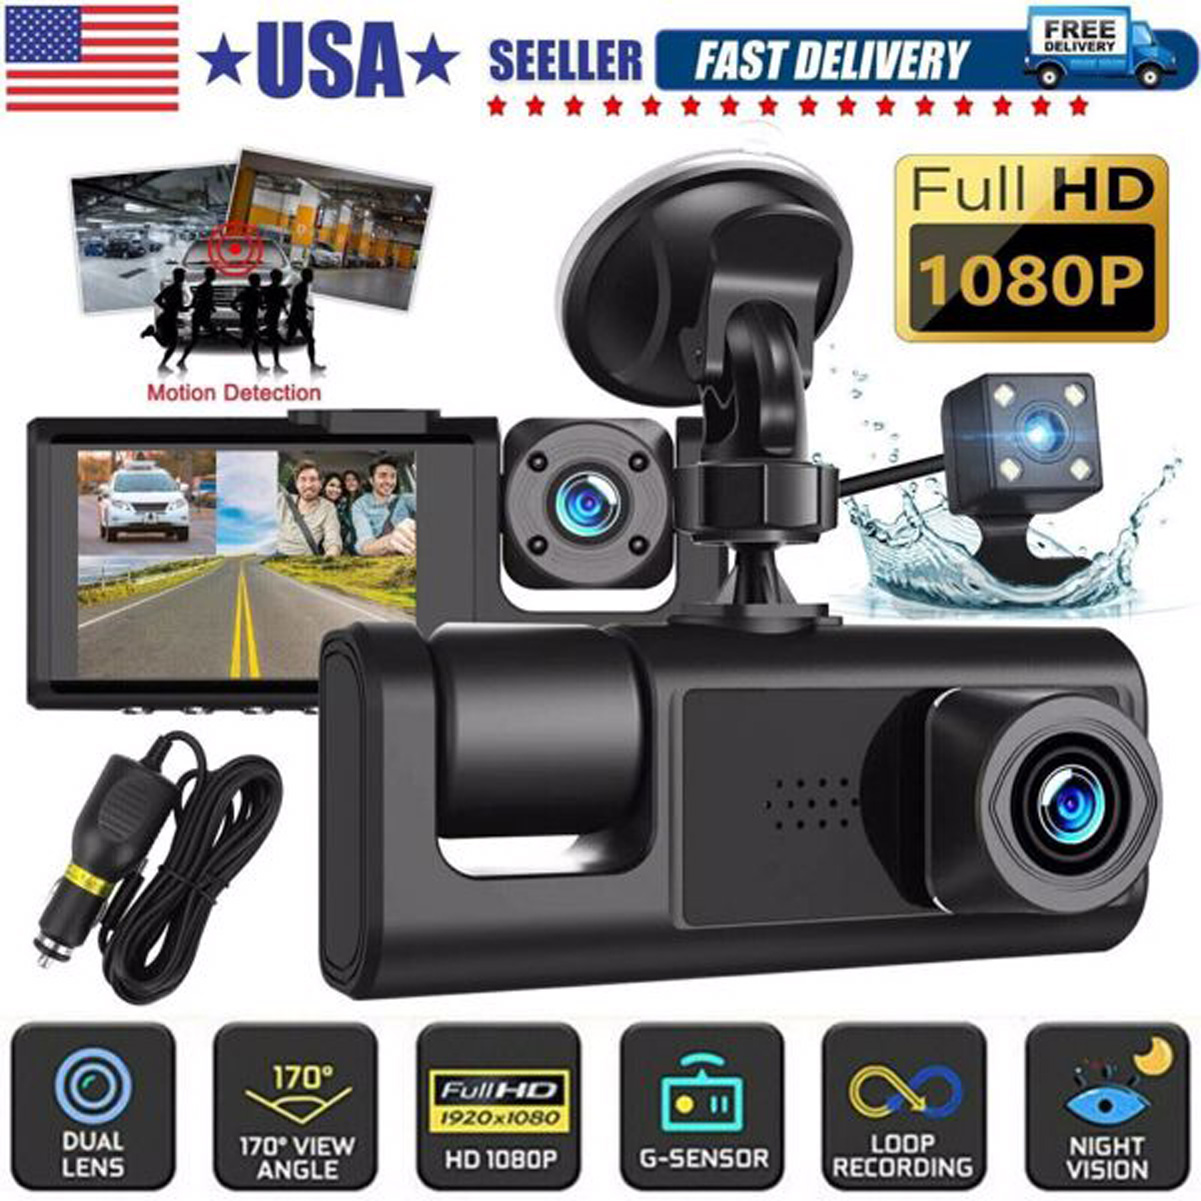 USA
SEELLER
FAST DELIVERY
FREE
DELIVERY
Full HD
1080P
Motion Detection
DUAL
LENS
170°
170° VIEW
ANGLE
Full HD
1920x1080
HD 1080P
G-SENSOR
LOOP
RECORDING
NIGHT
VISION